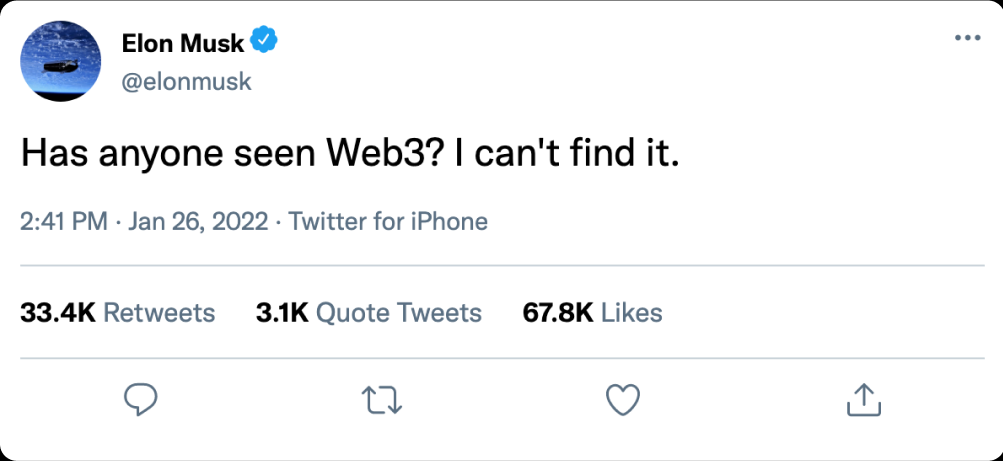 Elon Musk
@elonmusk
Has anyone seen Web3? I can't find it.
2:41 PM · Jan 26, 2022 · Twitter for iPhone
33.4K Retweets 3.1K Quote Tweets 67.8K Likes